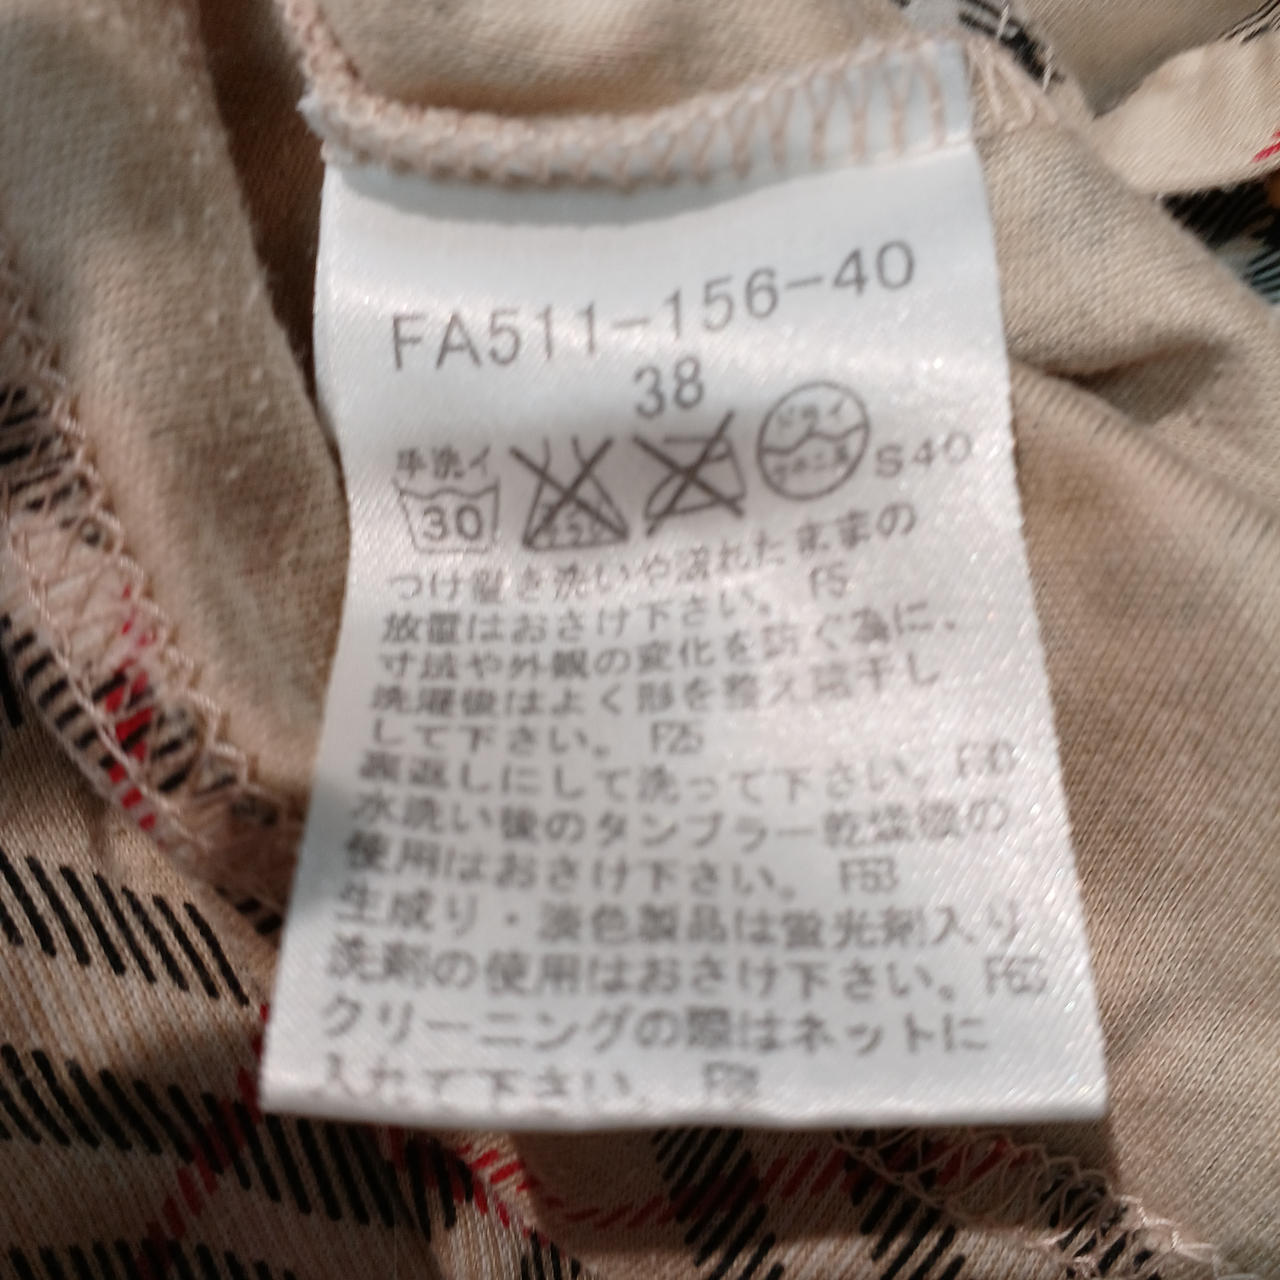 FA511-156-40
38
手洗イ
30
ドライ
S40
つけ置き洗いや濡れたままの
放置はおさけ下さい。 F5
寸法や外観の変化を防ぐ為に、
洗濯後はよく形を整え陰干し
して下さい。 F25
裏返しにして洗って下さい。
水洗い後のタンブラー乾燥機の
使用はおさけ下さい。 F53
生成り・淡色製品は蛍光剤入り
洗剤の使用はおさけ下さい。
クリーニングの際はネットに
入れて下さい。